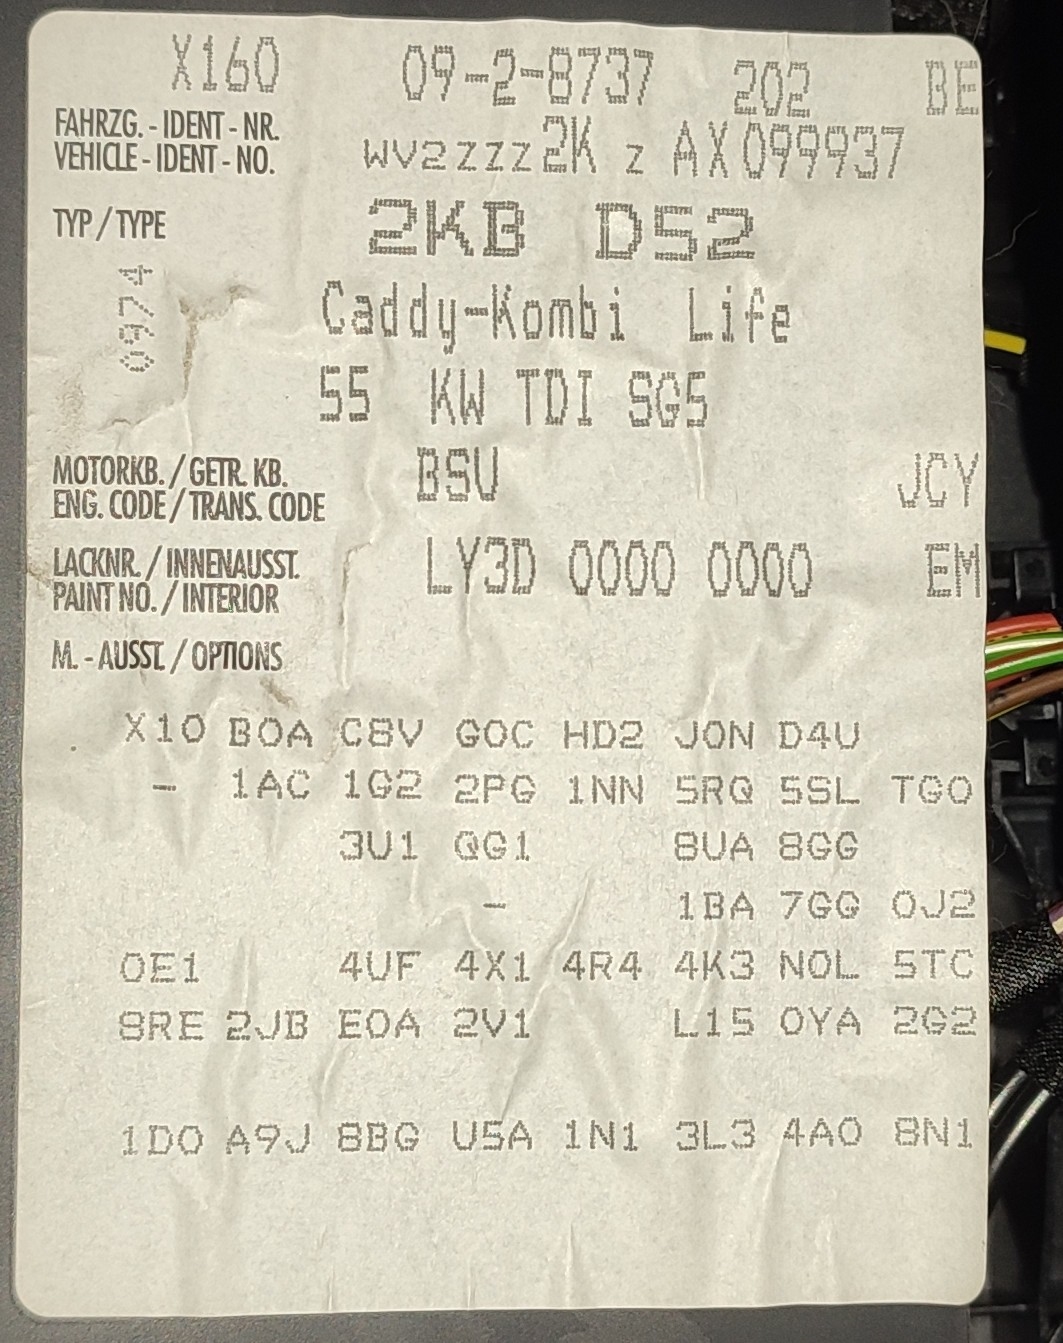 X160 09-2-8737 202 BE
FAHRZG. - IDENT - NR.
VEHICLE - IDENT - NO. WV2ZZZ2K Z AX099937
TYP / TYPE 2KB D52
0974
Caddy-Kombi Life
55 KW TDI SG5
MOTORKB. / GETR. KB. BSU JCY
ENG. CODE / TRANS. CODE
LACKNR. / INNENAUSST. LY3D 0000 0000 EM
PAINT NO. / INTERIOR
M. - AUSST. / OPTIONS
X10 B0A C8V G0C HD2 J0N D4U
- 1AC 1G2 2PG 1NN 5RQ 5SL TG0
3U1 QG1 8UA 8GG
- 1BA 7GG 0J2
0E1 4UF 4X1 4R4 4K3 N0L 5TC
8RE 2JB E0A 2V1 L15 0YA 2G2
1D0 A9J 8BG U5A 1N1 3L3 4A0 8N1